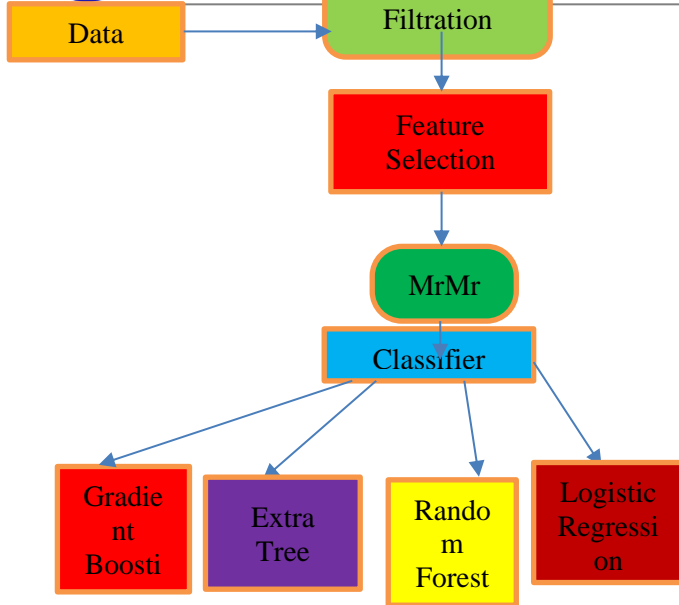 Data
Filtration
Feature
Selection
MrMr
Classifier
Gradie
nt
Boosti
Extra
Tree
Rando
m
Forest
Logistic
Regressi
on